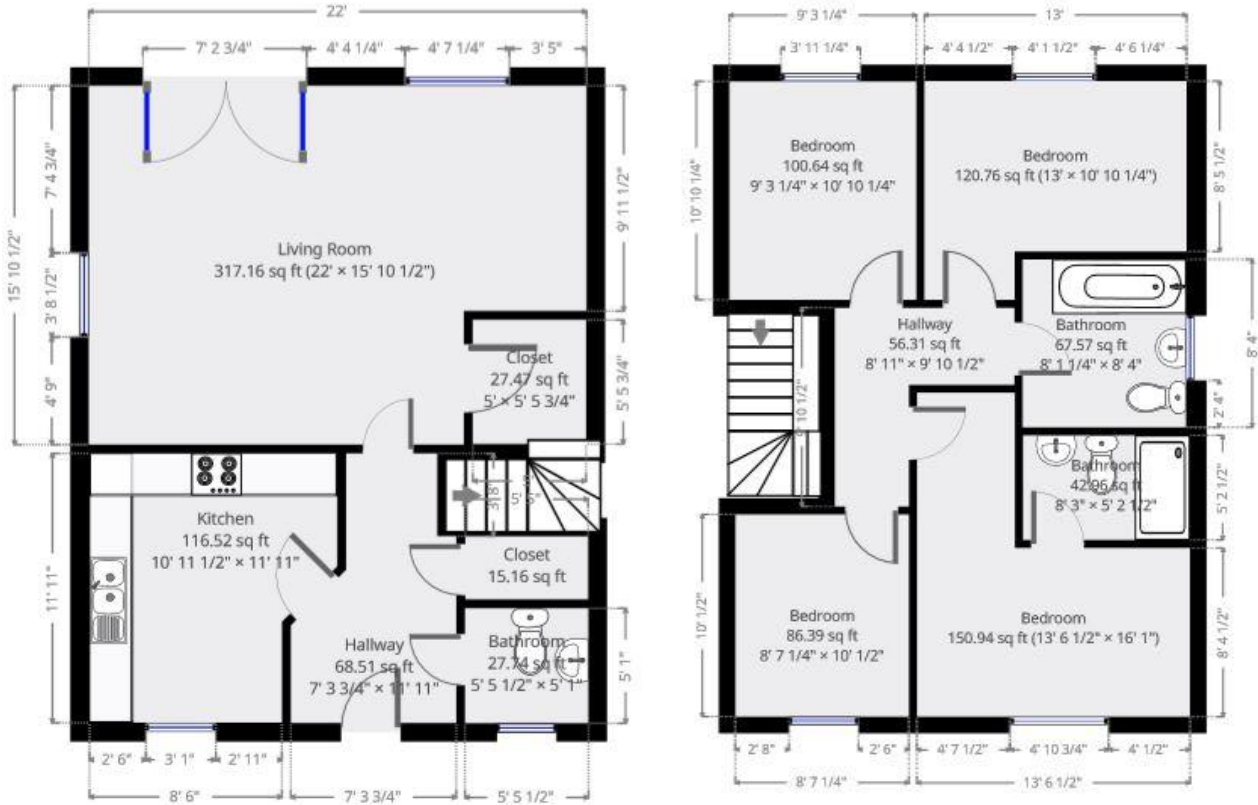 22'
7' 2 3/4"
4' 4 1/4"
4' 7 1/4"
3' 5"
15' 10 1/2"
7' 4 3/4"
3' 8 1/2"
4' 9"
9' 11 1/2"
5' 5 3/4"
Living Room
317.16 sq ft (22' × 15' 10 1/2")
Closet
27.47 sq ft
5' × 5' 5 3/4"
5' 5"
3' 8"
Kitchen
116.52 sq ft
10' 11 1/2" × 11' 11"
11' 11"
Closet
15.16 sq ft
Hallway
68.51 sq ft
7' 3 3/4" × 11' 11"
Bathroom
27.74 sq ft
5' 5 1/2" × 5' 1"
5' 1"
2' 6"
3' 1"
2' 11"
8' 6"
7' 3 3/4"
5' 5 1/2"
9' 3 1/4"
13'
3' 11 1/4"
4' 4 1/2"
4' 1 1/2"
4' 6 1/4"
10' 10 1/4"
Bedroom
100.64 sq ft
9' 3 1/4" × 10' 10 1/4"
Bedroom
120.76 sq ft (13' × 10' 10 1/4")
8' 5 1/2"
Hallway
56.31 sq ft
8' 11" × 9' 10 1/2"
10 1/2"
Bathroom
67.57 sq ft
8' 1 1/4" × 8' 4"
8' 4"
2' 4"
Bathroom
42.96 sq ft
8' 3" × 5' 2 1/2"
5' 2 1/2"
10' 1/2"
Bedroom
86.39 sq ft
8' 7 1/4" × 10' 1/2"
Bedroom
150.94 sq ft (13' 6 1/2" × 16' 1")
8' 4 1/2"
2' 8"
2' 6"
4' 7 1/2"
4' 10 3/4"
4' 1/2"
8' 7 1/4"
13' 6 1/2"